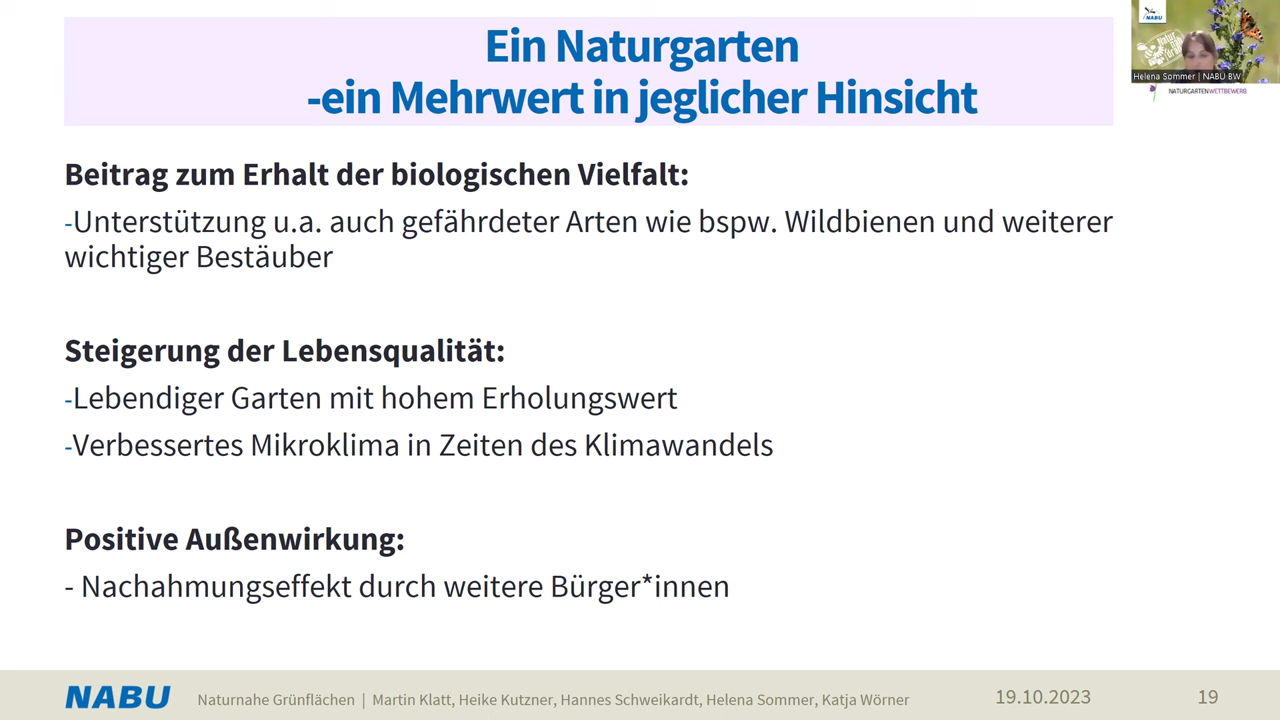 Ein Naturgarten
-ein Mehrwert in jeglicher Hinsicht
NABU
Natur
Helena Sommer | NABU BW
NATURGARTENWETTBEWERB
Beitrag zum Erhalt der biologischen Vielfalt:
-Unterstützung u.a. auch gefährdeter Arten wie bspw. Wildbienen und weiterer
wichtiger Bestäuber
Steigerung der Lebensqualität:
-Lebendiger Garten mit hohem Erholungswert
-Verbessertes Mikroklima in Zeiten des Klimawandels
Positive Außenwirkung:
- Nachahmungseffekt durch weitere Bürger*innen
NABU
Naturnahe Grünflächen | Martin Klatt, Heike Kutzner, Hannes Schweikardt, Helena Sommer, Katja Wörner
19.10.2023
19